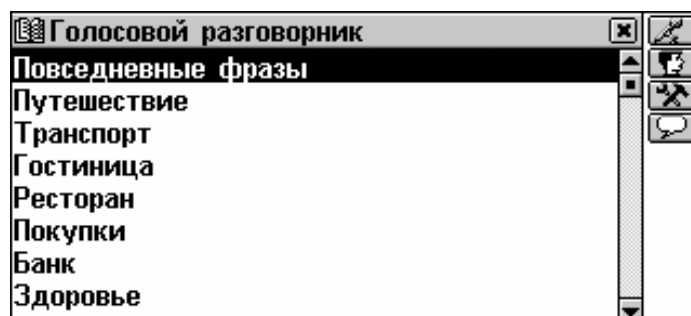 Голосовой разговорник
Повседневные фразы
Путешествие
Транспорт
Гостиница
Ресторан
Покупки
Банк
Здоровье